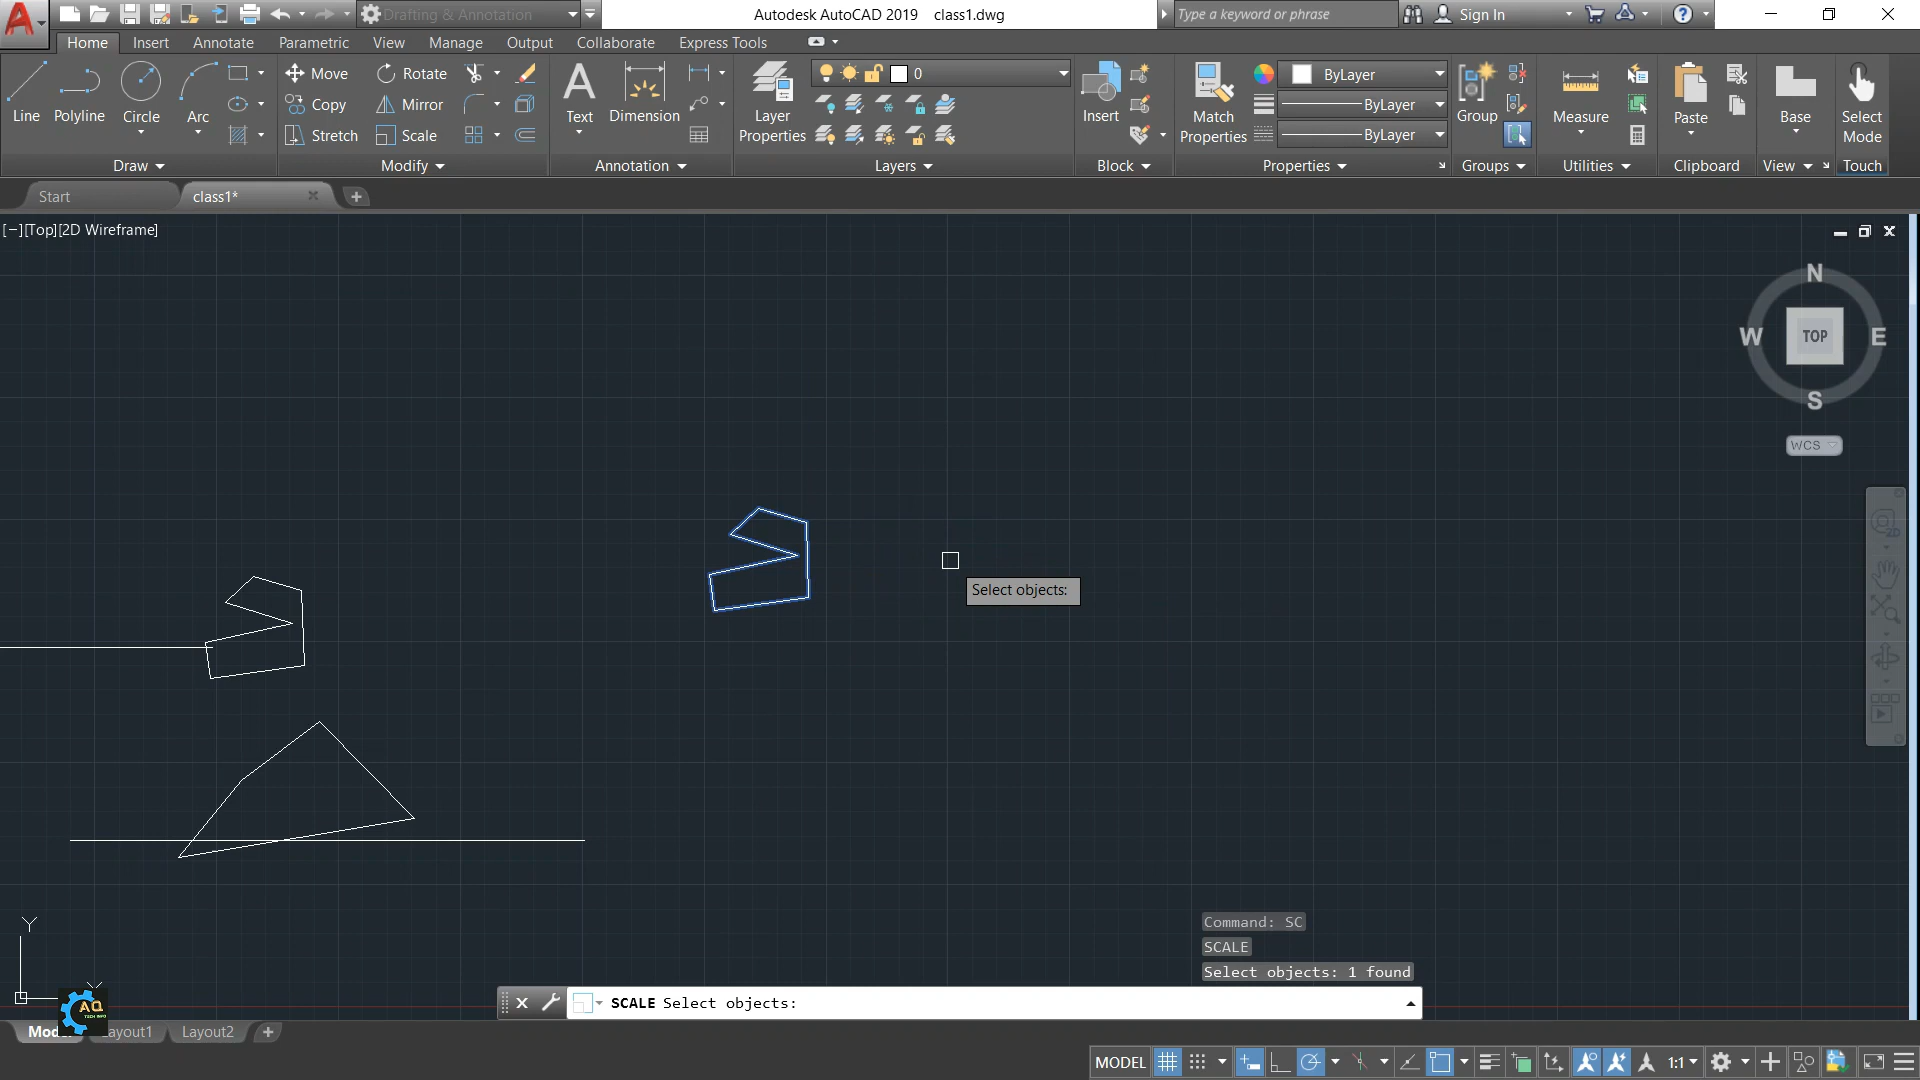 Drafting & Annotation
Autodesk AutoCAD 2019 class1.dwg
Type a keyword or phrase
Sign In
Home Insert Annotate Parametric View Manage Output Collaborate Express Tools
Line Polyline Circle Arc
Move Rotate
Copy Mirror
Stretch Scale
Text Dimension
Layer Properties
0
Insert
Match Properties
ByLayer
ByLayer
ByLayer
Group
Measure
Paste
Base
Select Mode
Draw Modify Annotation Layers Block Properties Groups Utilities Clipboard View Touch
Start class1*
[−][Top][2D Wireframe]
N
W TOP E
S
WCS
Select objects:
Y
Command: SC
SCALE
Select objects: 1 found
SCALE Select objects:
AQ
TECH INFO
Layout2
MODEL 1:1